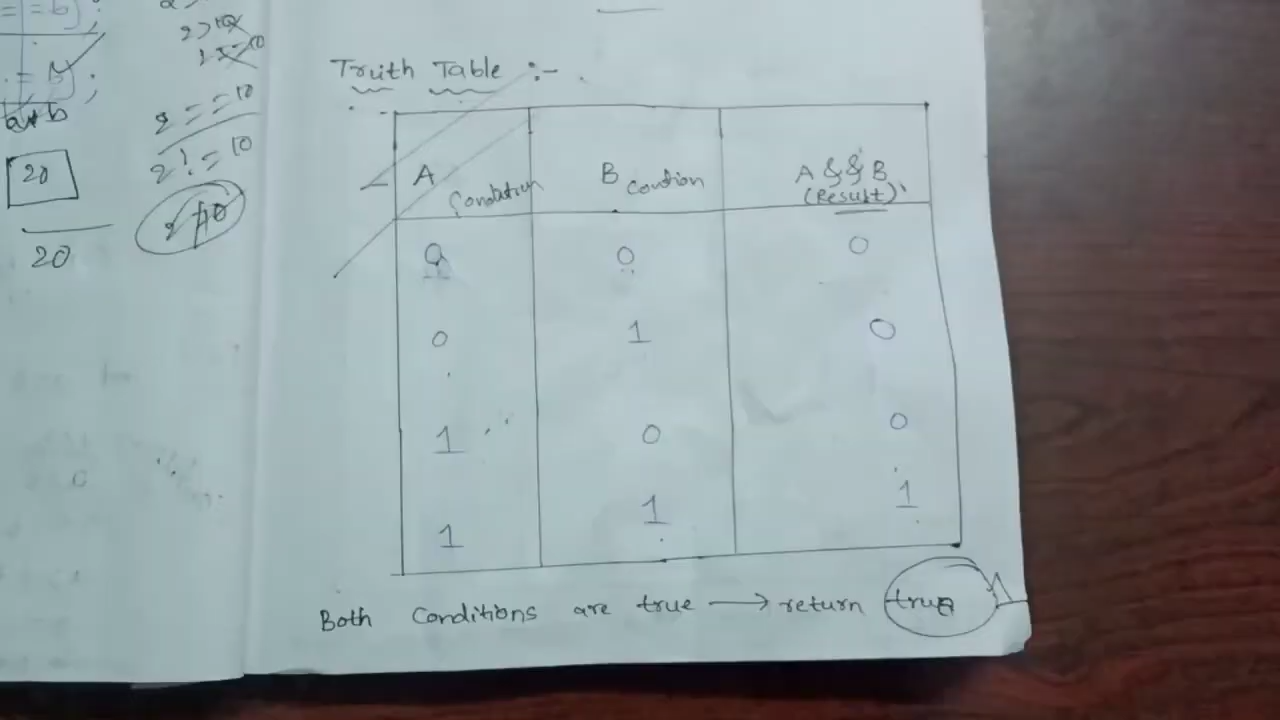 = = b) ;
2 > 10
= b) ;
a * b
2 = = 10
2 ! = 10
20
20
Truth Table :-
A Condition B Condtion A && B (Result)
0 0 0
0 1 0
1 0 0
1 1 1
Both Conditions are true → return true